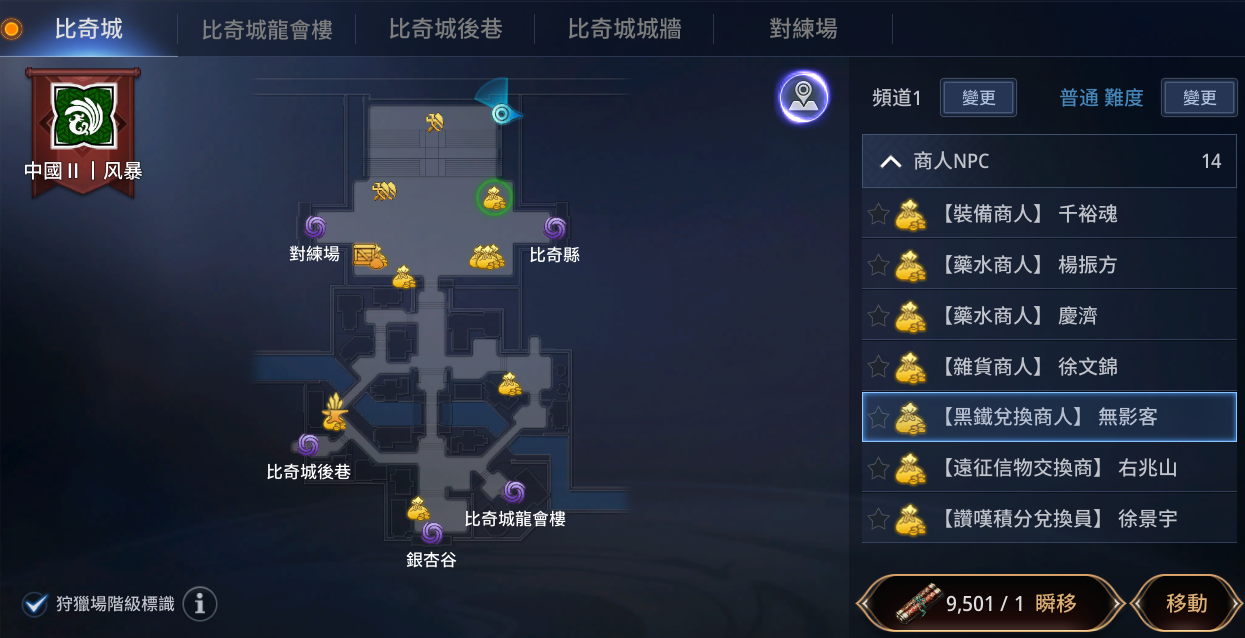 比奇城
比奇城龍會樓
比奇城後巷
比奇城城牆
對練場
中國II｜风暴
對練場
比奇縣
比奇城後巷
比奇城龍會樓
銀杏谷
狩獵場階級標識
頻道1
變更
普通 難度
變更
商人NPC
14
【裝備商人】 千裕魂
【藥水商人】 楊振方
【藥水商人】 慶濟
【雜貨商人】 徐文錦
【黑鐵兌換商人】 無影客
【遠征信物交換商】 右兆山
【讚嘆積分兌換員】 徐景宇
9,501 / 1 瞬移
移動